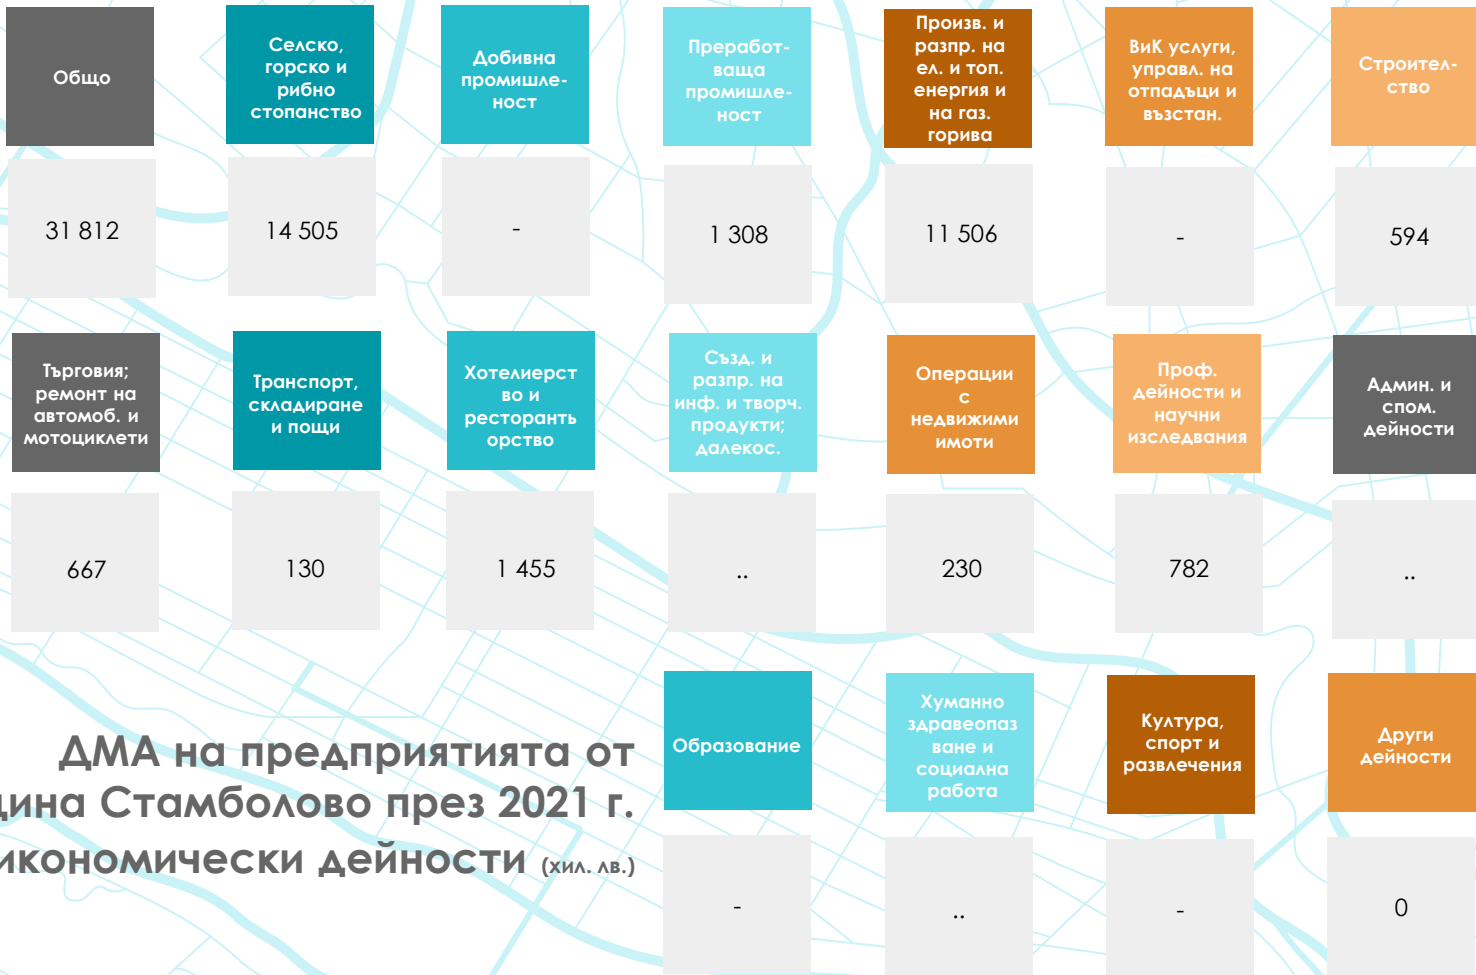 Общо
Селско,
горско и
рибно
стопанство
Добивна
промишле-
ност
Преработ-
ваща
промишле-
ност
Произв. и
разпр. на
ел. и топ.
енергия и
на газ.
горива
ВиК услуги,
управл. на
отпадъци и
възстан.
Строител-
ство
31 812
14 505
-
1 308
11 506
-
594
Търговия;
ремонт на
автомоб. и
мотоциклети
Транспорт,
складиране
и пощи
Хотелиерст
во и
ресторантъ
орство
Създ. и
разпр. на
инф. и творч.
продукти;
далекос.
Операции
с
недвижими
имоти
Проф.
дейности и
научни
изследвания
Админ. и
спом.
дейности
667
130
1 455
..
230
782
..
ДМА на предприятията от
щина Стамболово през 2021 г.
икономически дейности (хил. лв.)
Образование
Хуманно
здравеопаз
ване и
социална
работа
Култура,
спорт и
развлечения
Други
дейности
-
..
-
0